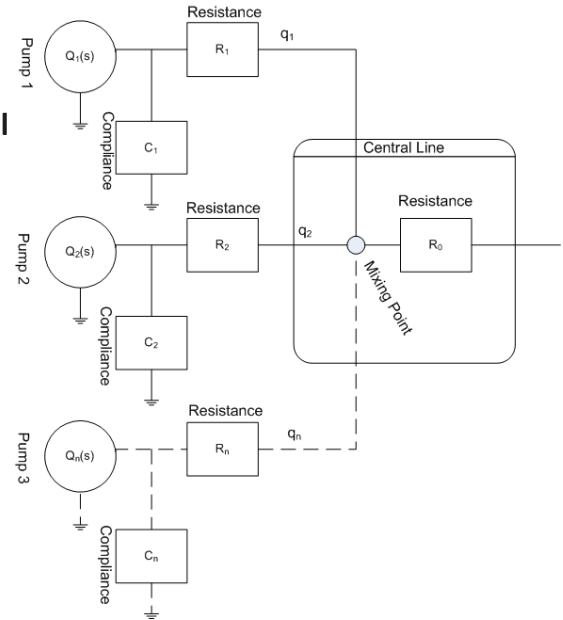 Resistance
Pump 1
Q1(s)
R1
q1
Compliance
C1
Central Line
Resistance
Resistance
Pump 2
Q2(s)
R2
q2
R0
Mixing Point
Compliance
C2
Resistance
Pump 3
Qn(s)
Rn
qn
Compliance
Cn